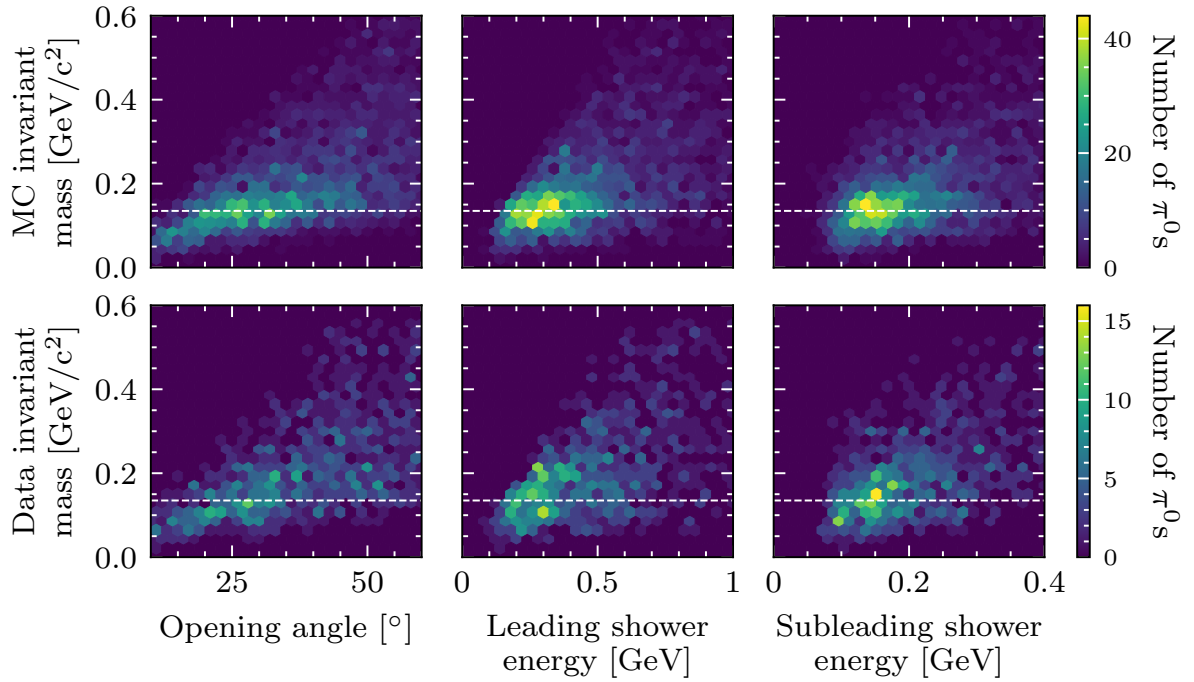 MC invariant
mass [GeV/c²]
0.6
0.4
0.2
0.0
40
20
0
Number of π⁰s
Data invariant
mass [GeV/c²]
0.6
0.4
0.2
0.0
25
50
0
0.5
1
0
0.2
0.4
15
10
5
0
Number of π⁰s
Opening angle [°]
Leading shower
energy [GeV]
Subleading shower
energy [GeV]